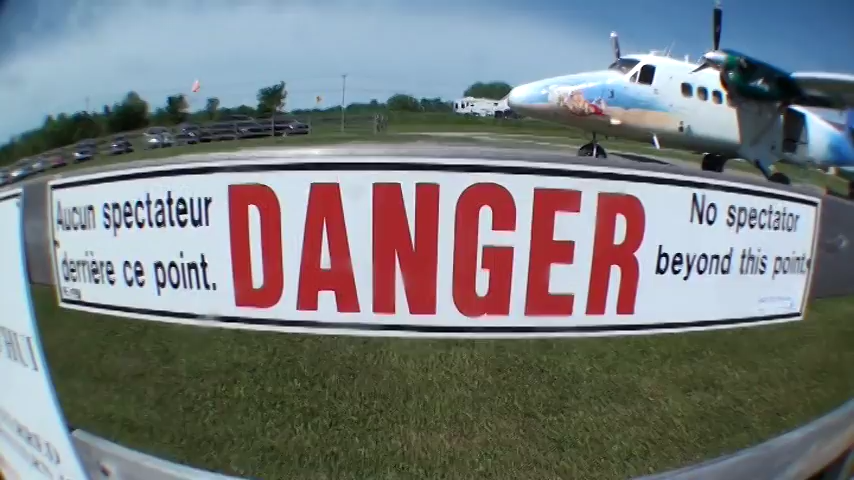 Aucun spectateur
derrière ce point.
DANGER
No spectator
beyond this point.